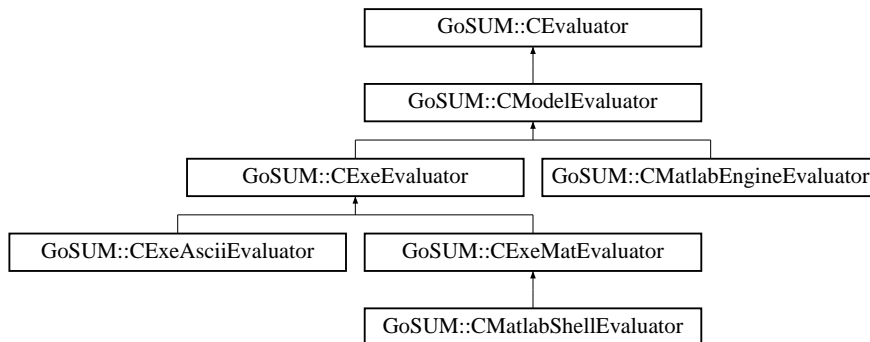 GoSUM::CEvaluator
GoSUM::CModelEvaluator
GoSUM::CExeEvaluator
GoSUM::CMatlabEngineEvaluator
GoSUM::CExeAsciiEvaluator
GoSUM::CExeMatEvaluator
GoSUM::CMatlabShellEvaluator